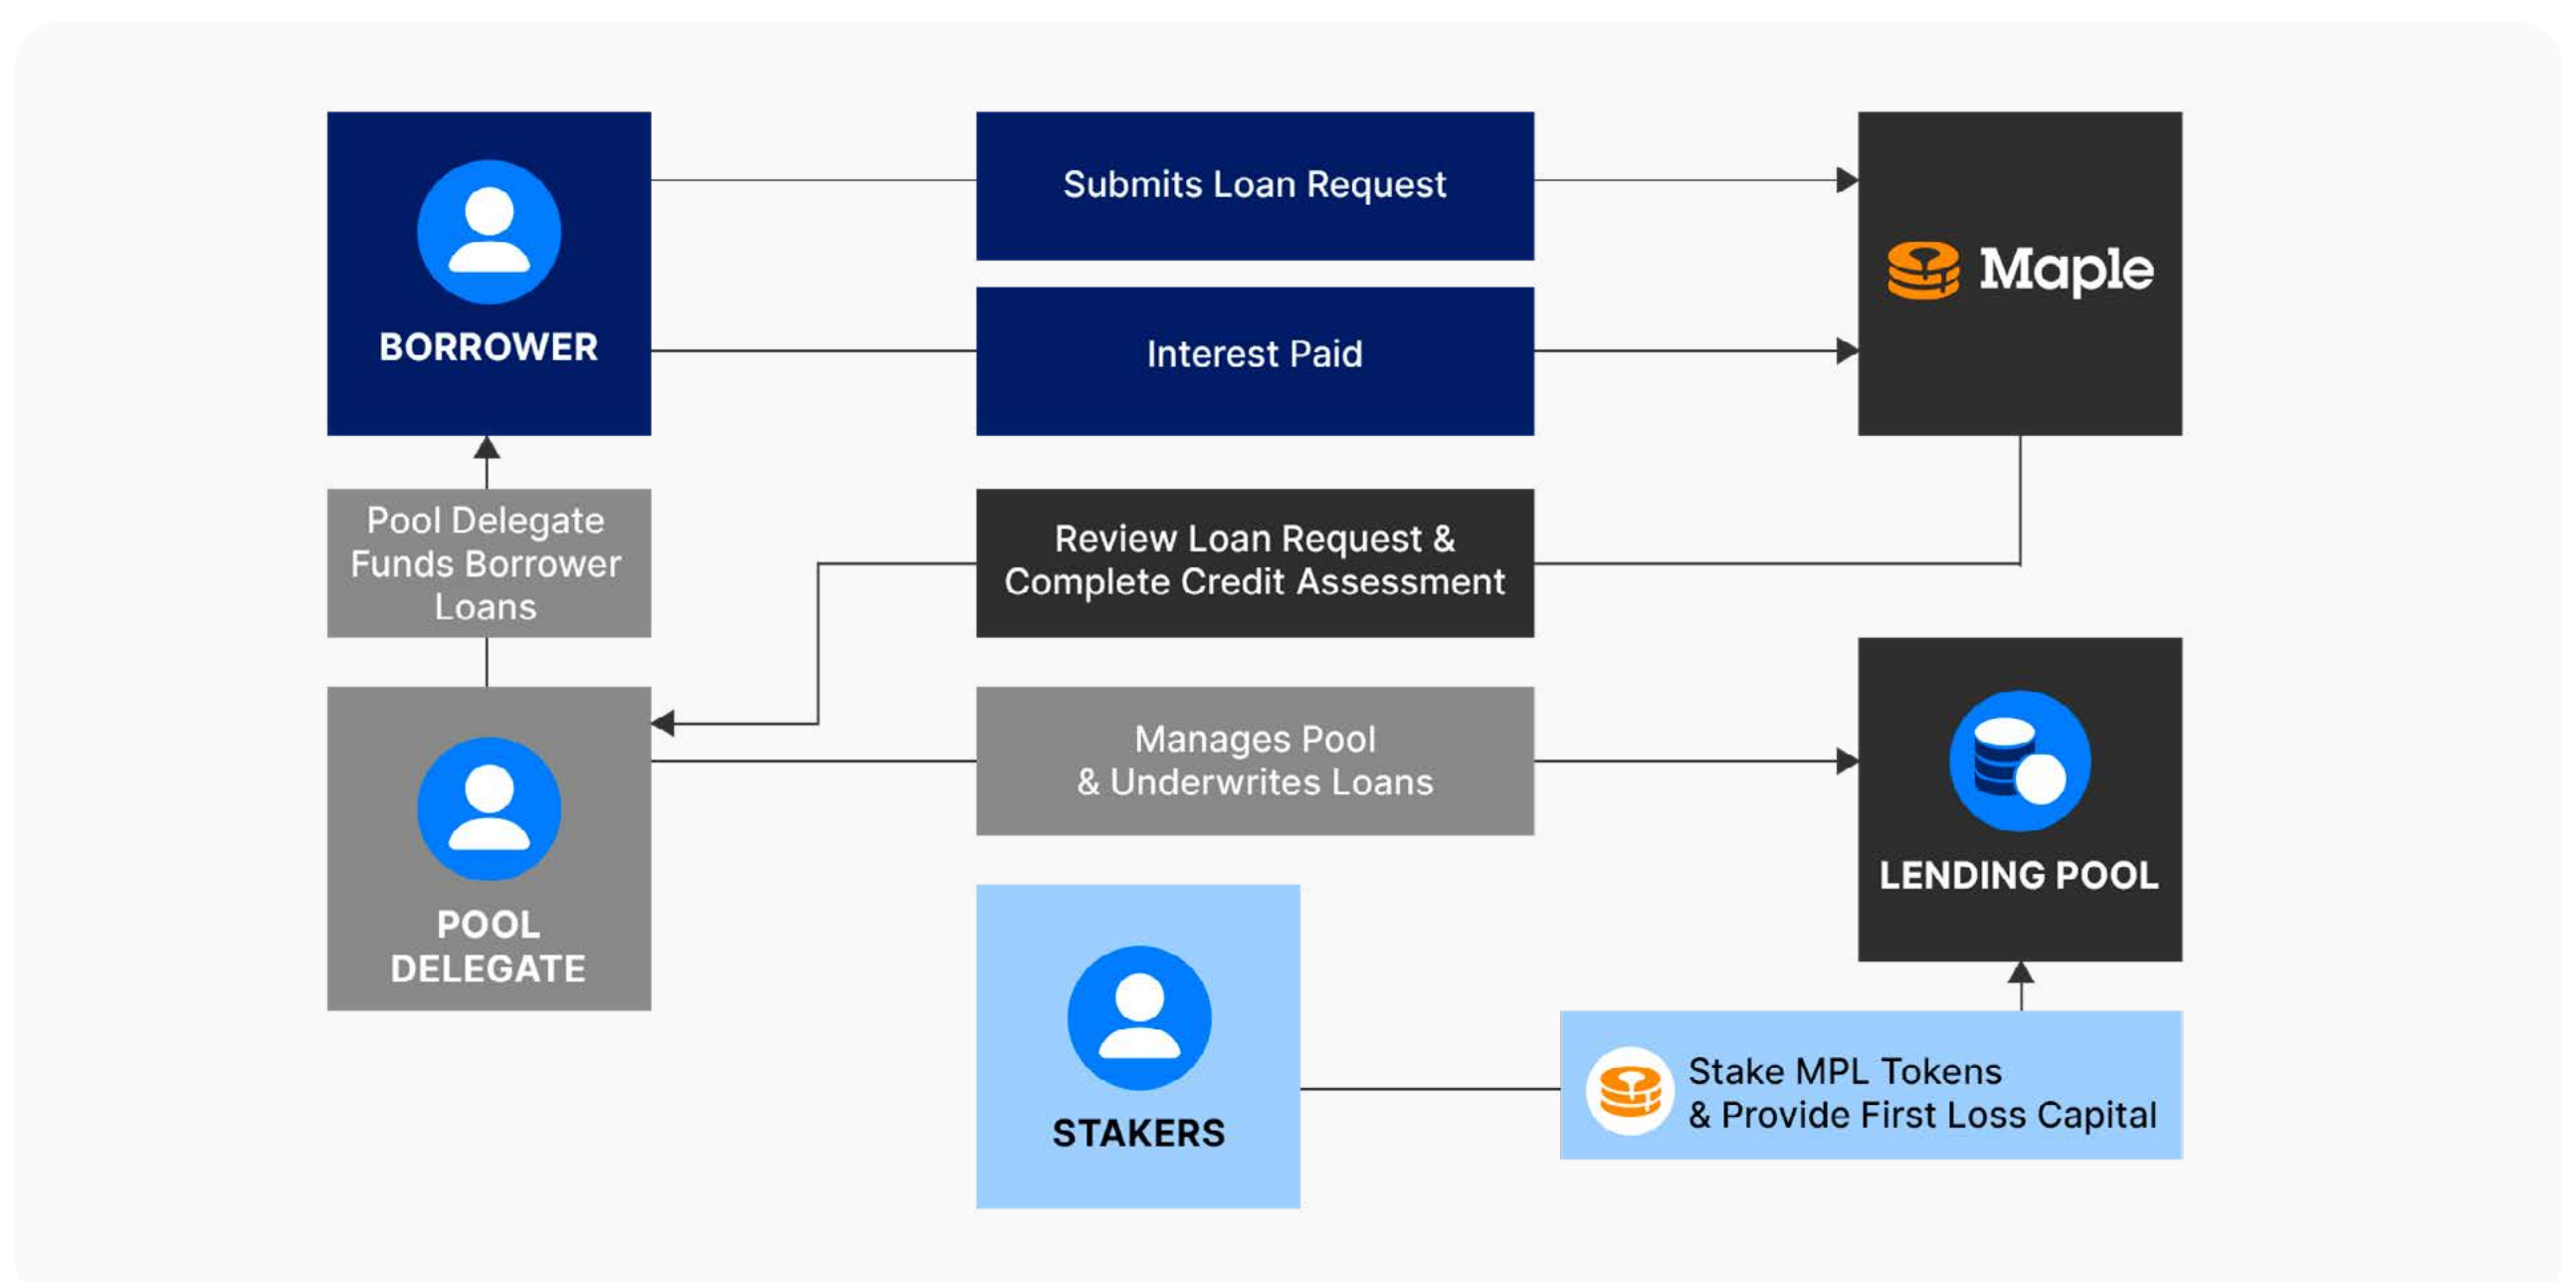 Submits Loan Request
Maple
BORROWER
Interest Paid
Pool Delegate
Funds Borrower
Loans
Review Loan Request &
Complete Credit Assessment
Manages Pool
& Underwrites Loans
LENDING POOL
POOL
DELEGATE
STAKERS
Stake MPL Tokens
& Provide First Loss Capital